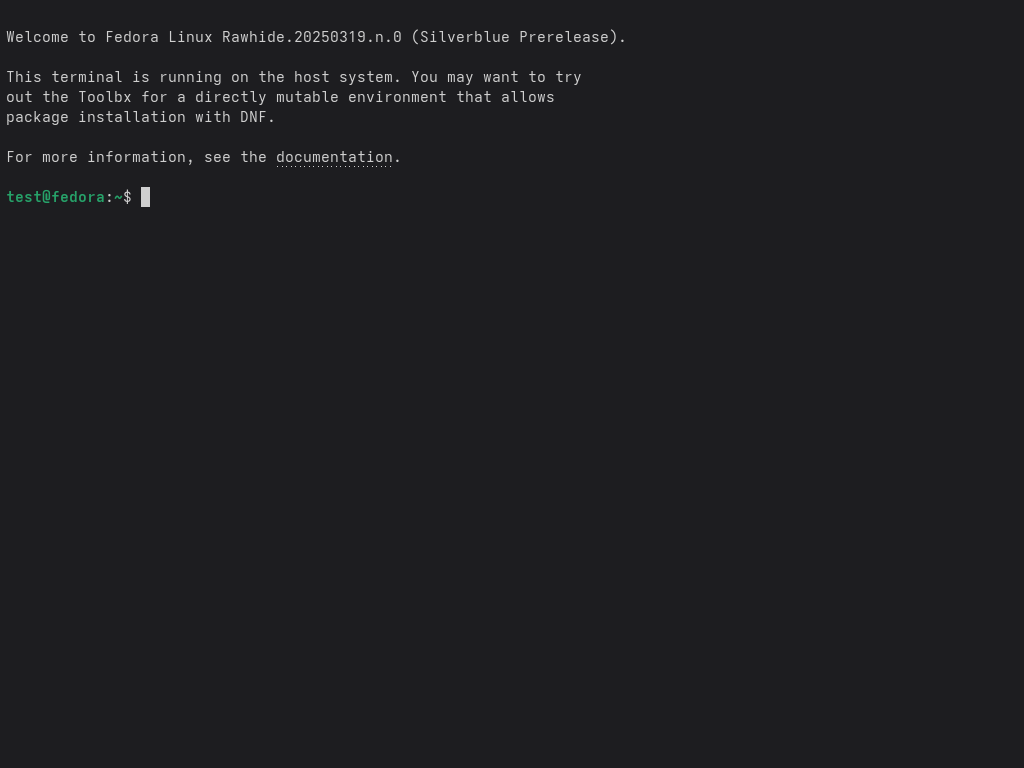 Welcome to Fedora Linux Rawhide.20250319.n.0 (Silverblue Prerelease).
This terminal is running on the host system. You may want to try
out the Toolbx for a directly mutable environment that allows
package installation with DNF.
For more information, see the documentation.
test@fedora:~$